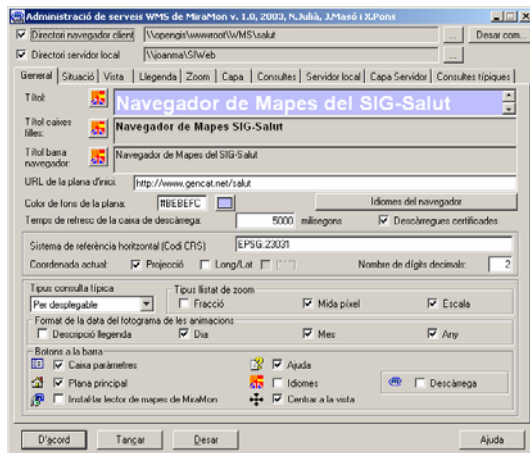 Administració de serveis WMS de MiraMon v. 1.0, 2003, N.Julià, J.Masó i X.Pons
Directori navegador client \\opengis\wwwroot\WMS\salut ... Desar com...
Directori servidor local \\joanma\SIWeb ...
General Situació Vista Llegenda Zoom Capa Consultes Servidor local Capa Servidor Consultes típiques
Títol: Navegador de Mapes del SIG-Salut
Títol caixes filles: Navegador de Mapes SIG-Salut
Títol barra navegador: Navegador de Mapes del SIG-Salut
URL de la plana d'inici: http://www.gencat.net/salut
Color de fons de la plana: #BEBEFC Idiomes del navegador
Temps de refresc de la caixa de descàrrega: 5000 milisegons Descàrregues certificades
Sistema de referència horitzontal (Codi CRS) EPSG:23031
Coordenada actual: Projecció Long/Lat (° ' ") Nombre de dígits decimals: 2
Tipus consulta típica Tipus llistat de zoom
Per desplegable Fracció Mida píxel Escala
Format de la data del fotograma de les animacions
Descripció llegenda Dia Mes Any
Botons a la barra
Caixa paràmetres Ajuda
Plana principal Idiomes Descàrrega
Instal·lar lector de mapes de MiraMon Centrar a la vista
D'acord Tançar Desar Ajuda